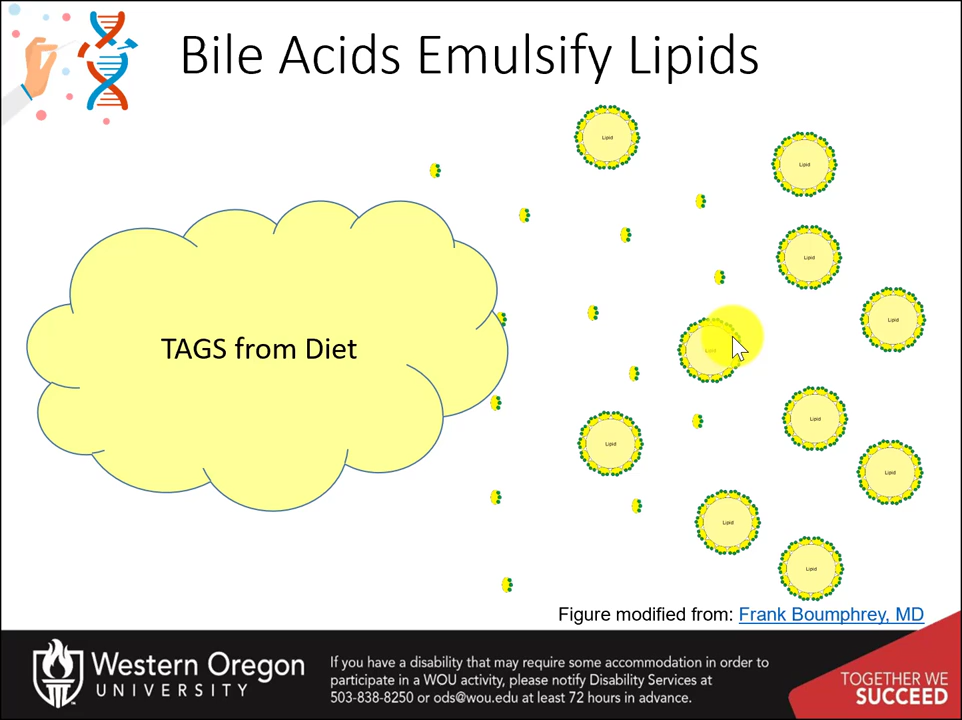 Bile Acids Emulsify Lipids
Lipid
Lipid
Lipid
Lipid
TAGS from Diet
Lipid
Lipid
Lipid
Lipid
Lipid
Lipid
Figure modified from: Frank Boumphrey, MD
Western Oregon
UNIVERSITY
If you have a disability that may require some accommodation in order to
participate in a WOU activity, please notify Disability Services at
503-838-8250 or ods@wou.edu at least 72 hours in advance.
TOGETHER WE
SUCCEED